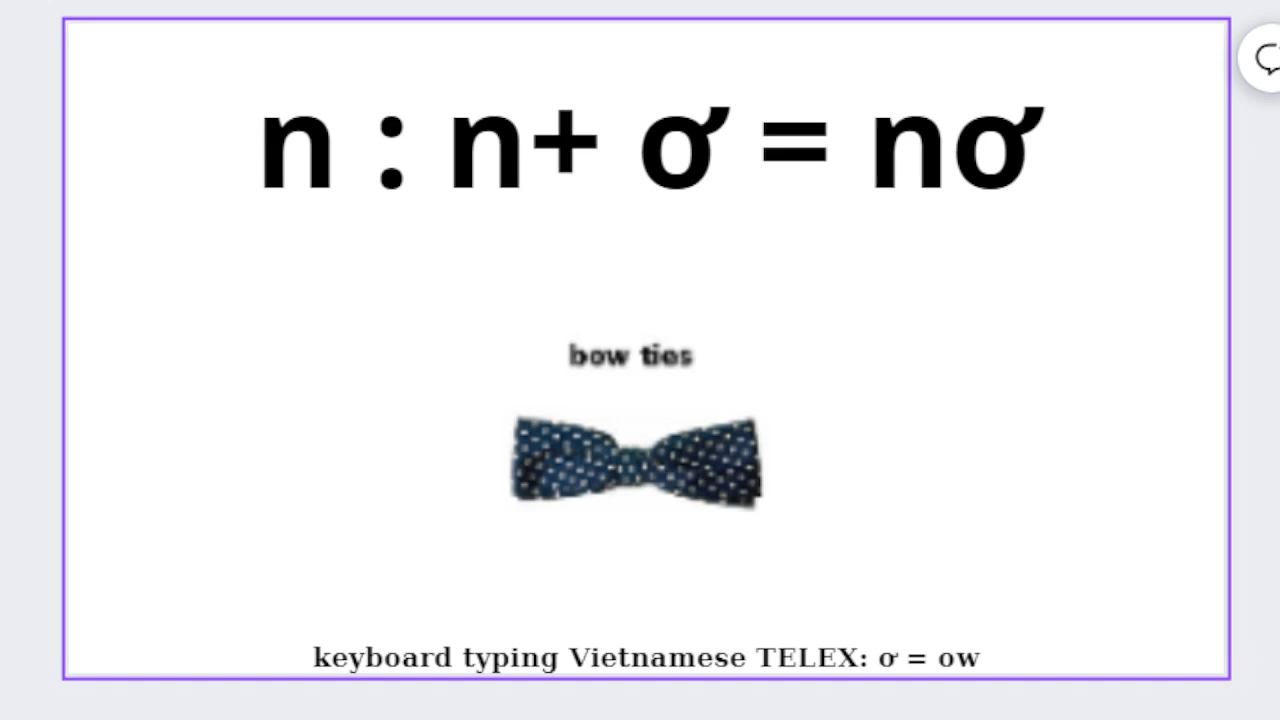 n : n+ ơ = nơ
bow ties
keyboard typing Vietnamese TELEX: ơ = ow